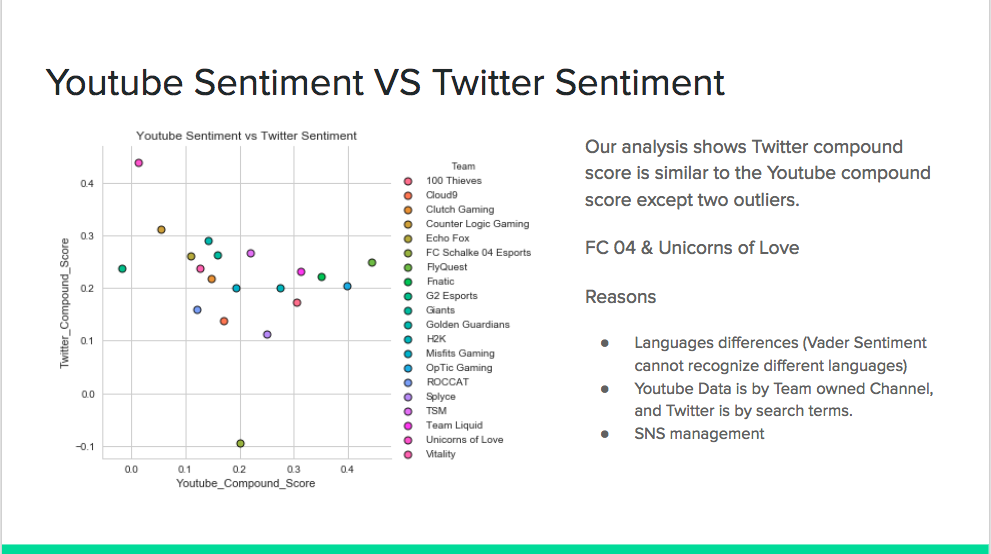 Youtube Sentiment VS Twitter Sentiment
Youtube Sentiment vs Twitter Sentiment
Twitter_Compound_Score
0.4
0.3
0.2
0.1
0.0
−0.1
0.0 0.1 0.2 0.3 0.4
Youtube_Compound_Score
Team
100 Thieves
Cloud9
Clutch Gaming
Counter Logic Gaming
Echo Fox
FC Schalke 04 Esports
FlyQuest
Fnatic
G2 Esports
Giants
Golden Guardians
H2K
Misfits Gaming
OpTic Gaming
ROCCAT
Splyce
TSM
Team Liquid
Unicorns of Love
Vitality
Our analysis shows Twitter compound
score is similar to the Youtube compound
score except two outliers.
FC 04 & Unicorns of Love
Reasons
● Languages differences (Vader Sentiment
cannot recognize different languages)
● Youtube Data is by Team owned Channel,
and Twitter is by search terms.
● SNS management